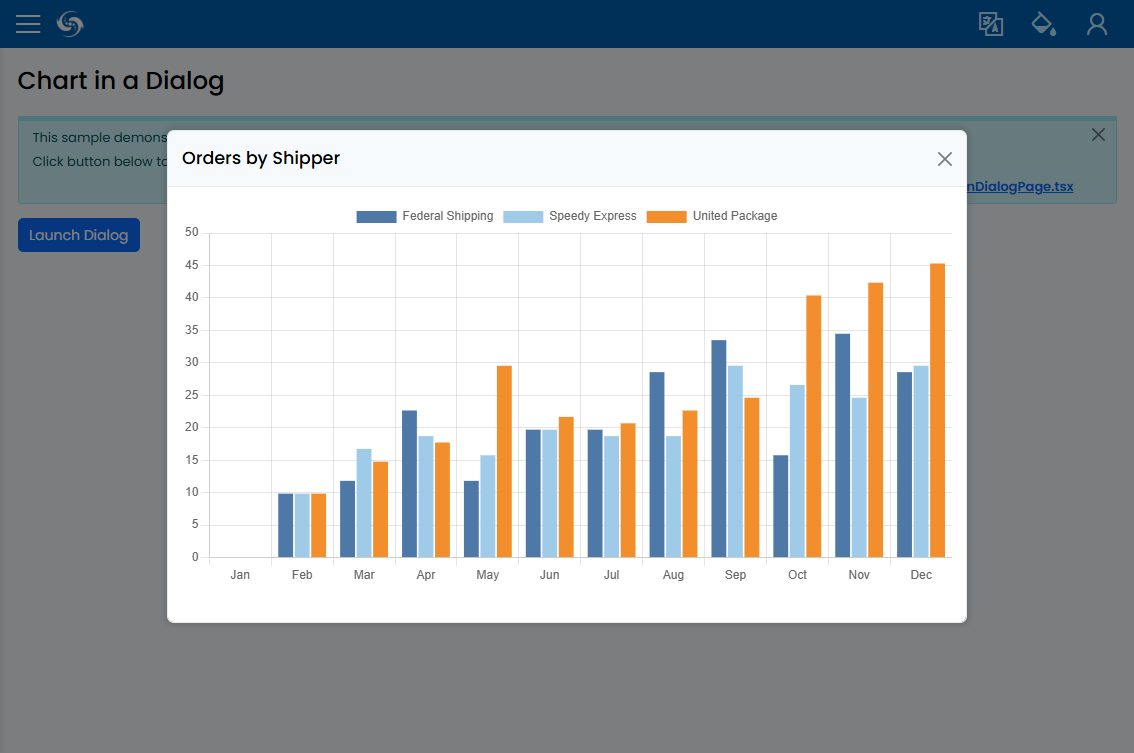 Chart in a Dialog
This sample demons
Click button below to
nDialogPage.tsx
Launch Dialog
Orders by Shipper
Federal Shipping Speedy Express United Package
50
45
40
35
30
25
20
15
10
5
0
Jan Feb Mar Apr May Jun Jul Aug Sep Oct Nov Dec